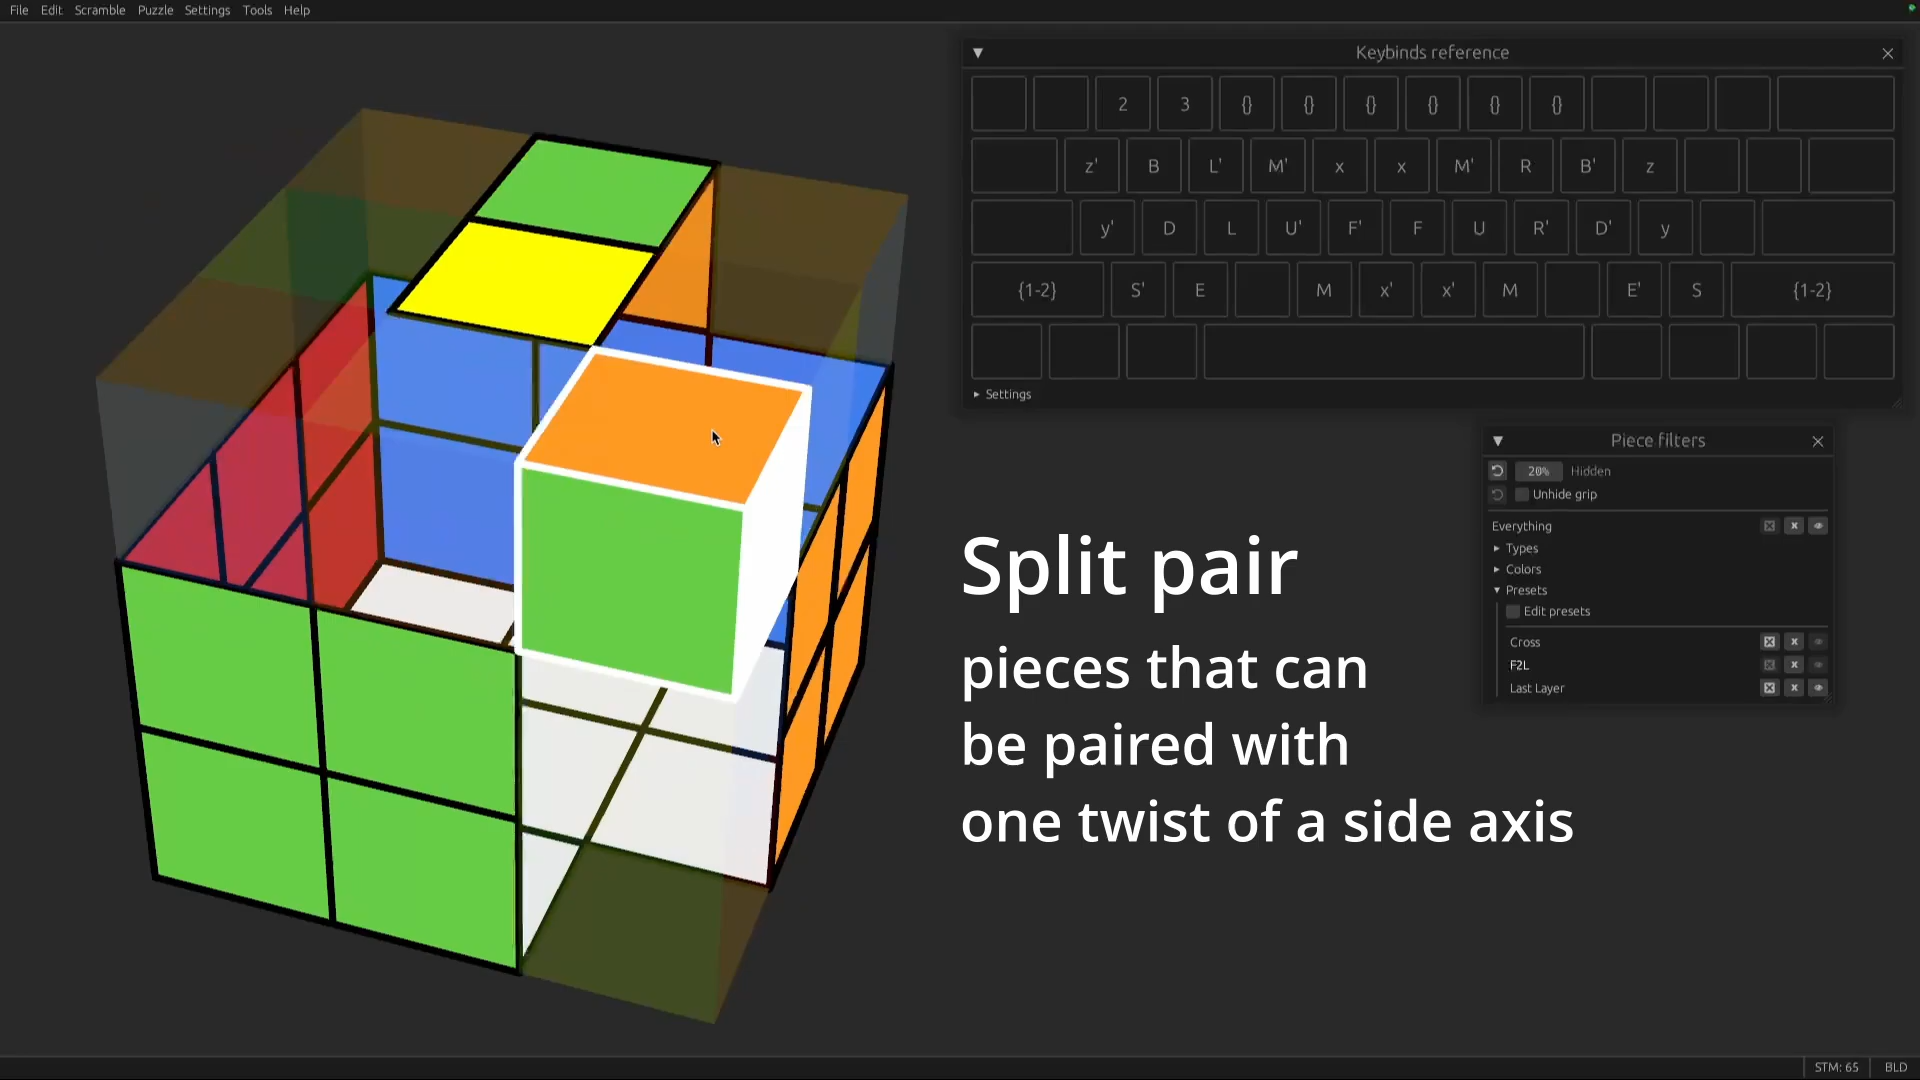 File Edit Scramble Puzzle Settings Tools Help
Keybinds reference
2 3 {} {} {} {} {} {}
z' B L' M' x x M' R B' z
y' D L U' F' F U R' D' y
{1-2} S' E M x' x' M E' S {1-2}
Settings
Piece filters
20% Hidden
Unhide grip
Everything
Types
Colors
Presets
Edit presets
Cross
F2L
Last Layer
Split pair
pieces that can
be paired with
one twist of a side axis
STM: 65 BLD